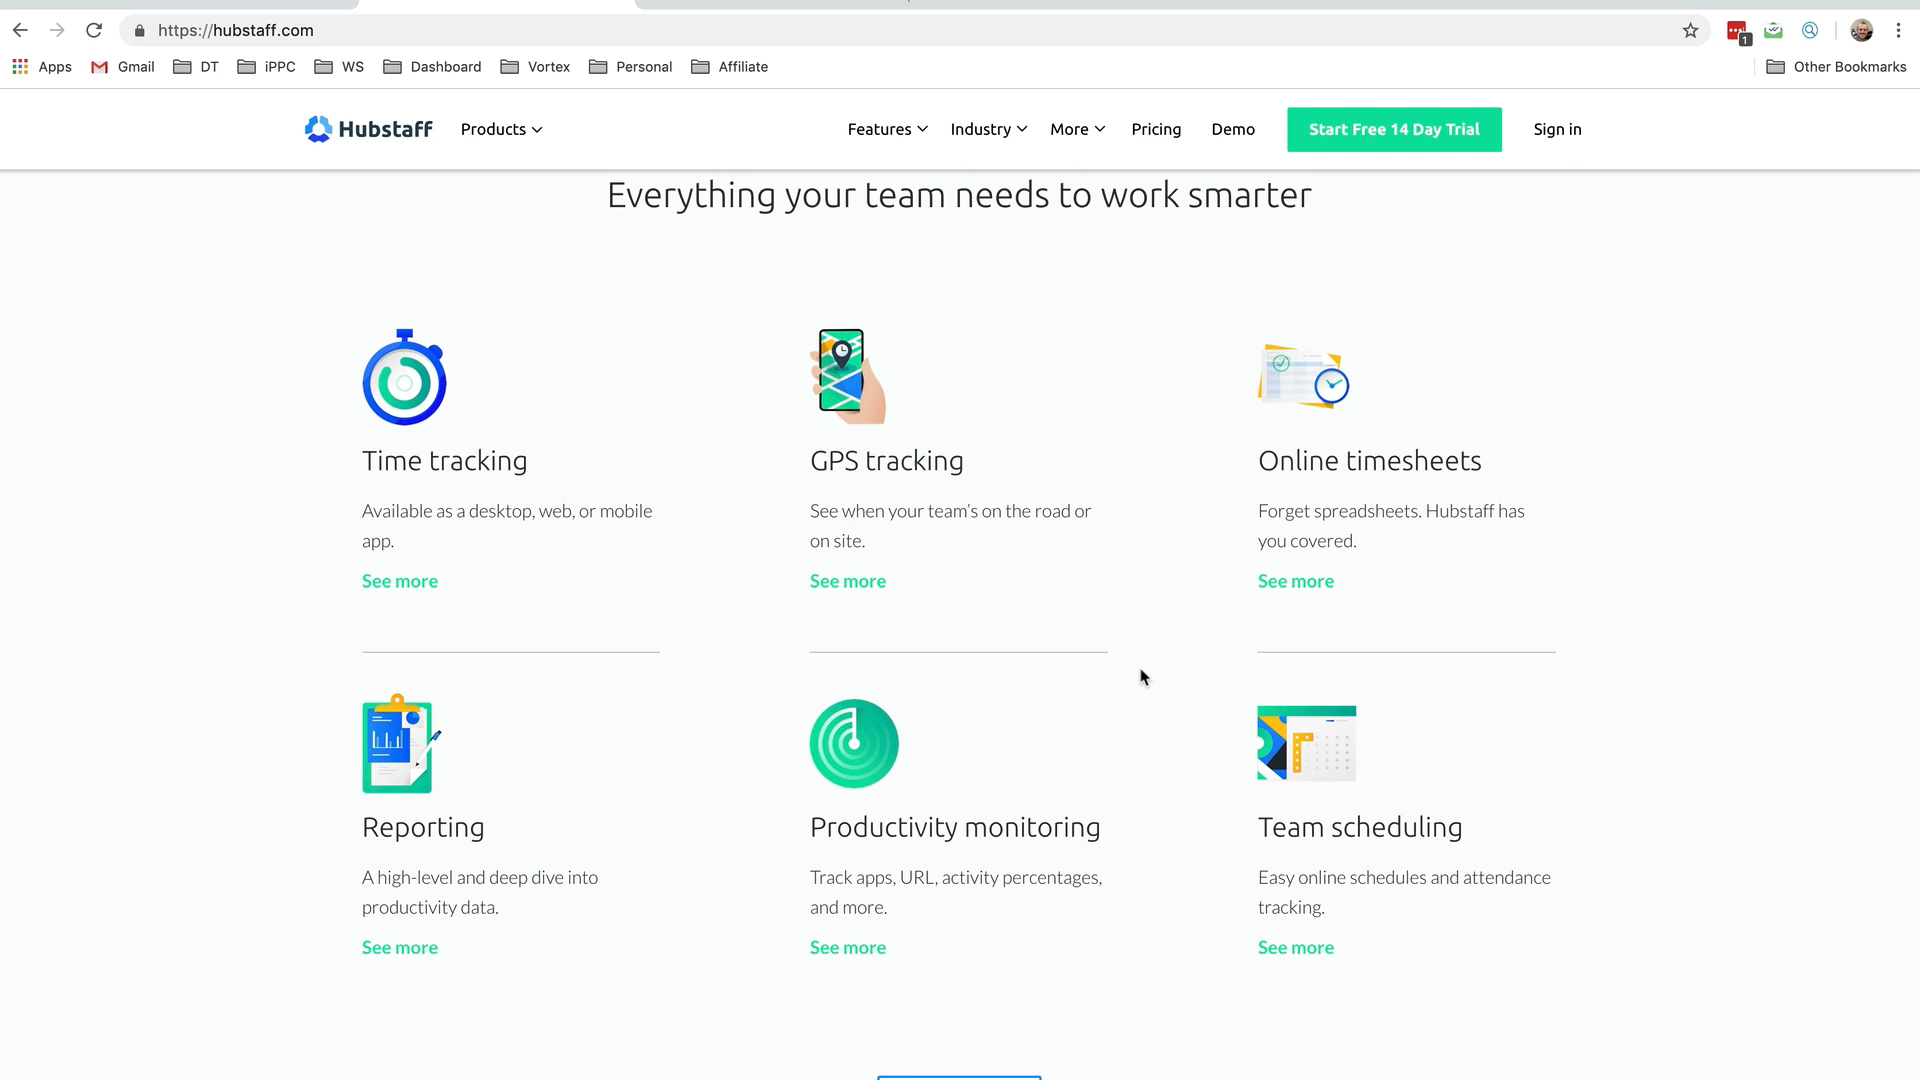 https://hubstaff.com
1
Apps Gmail DT iPPC WS Dashboard Vortex Personal Affiliate Other Bookmarks
Hubstaff Products Features Industry More Pricing Demo Start Free 14 Day Trial Sign in
Everything your team needs to work smarter
Time tracking
Available as a desktop, web, or mobile
app.
See more
GPS tracking
See when your team’s on the road or
on site.
See more
Online timesheets
Forget spreadsheets. Hubstaff has
you covered.
See more
Reporting
A high-level and deep dive into
productivity data.
See more
Productivity monitoring
Track apps, URL, activity percentages,
and more.
See more
Team scheduling
Easy online schedules and attendance
tracking.
See more